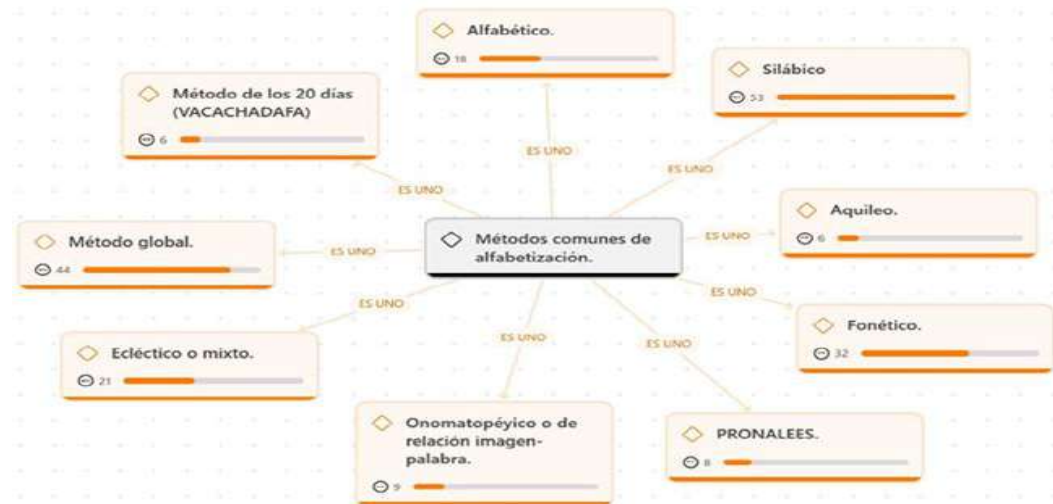 Alfabético.
18
Silábico
53
Método de los 20 días
(VACACHADAFA)
6
ES UNO
ES UNO
ES UNO
Aquileo.
6
Método global.
44
Métodos comunes de
alfabetización.
ES UNO
ES UNO
ES UNO
ES UNO
ES UNO
ES UNO
Fonético.
32
Ecléctico o mixto.
21
Onomatopéyico o de
relación imagen-
palabra.
9
PRONALEES.
8